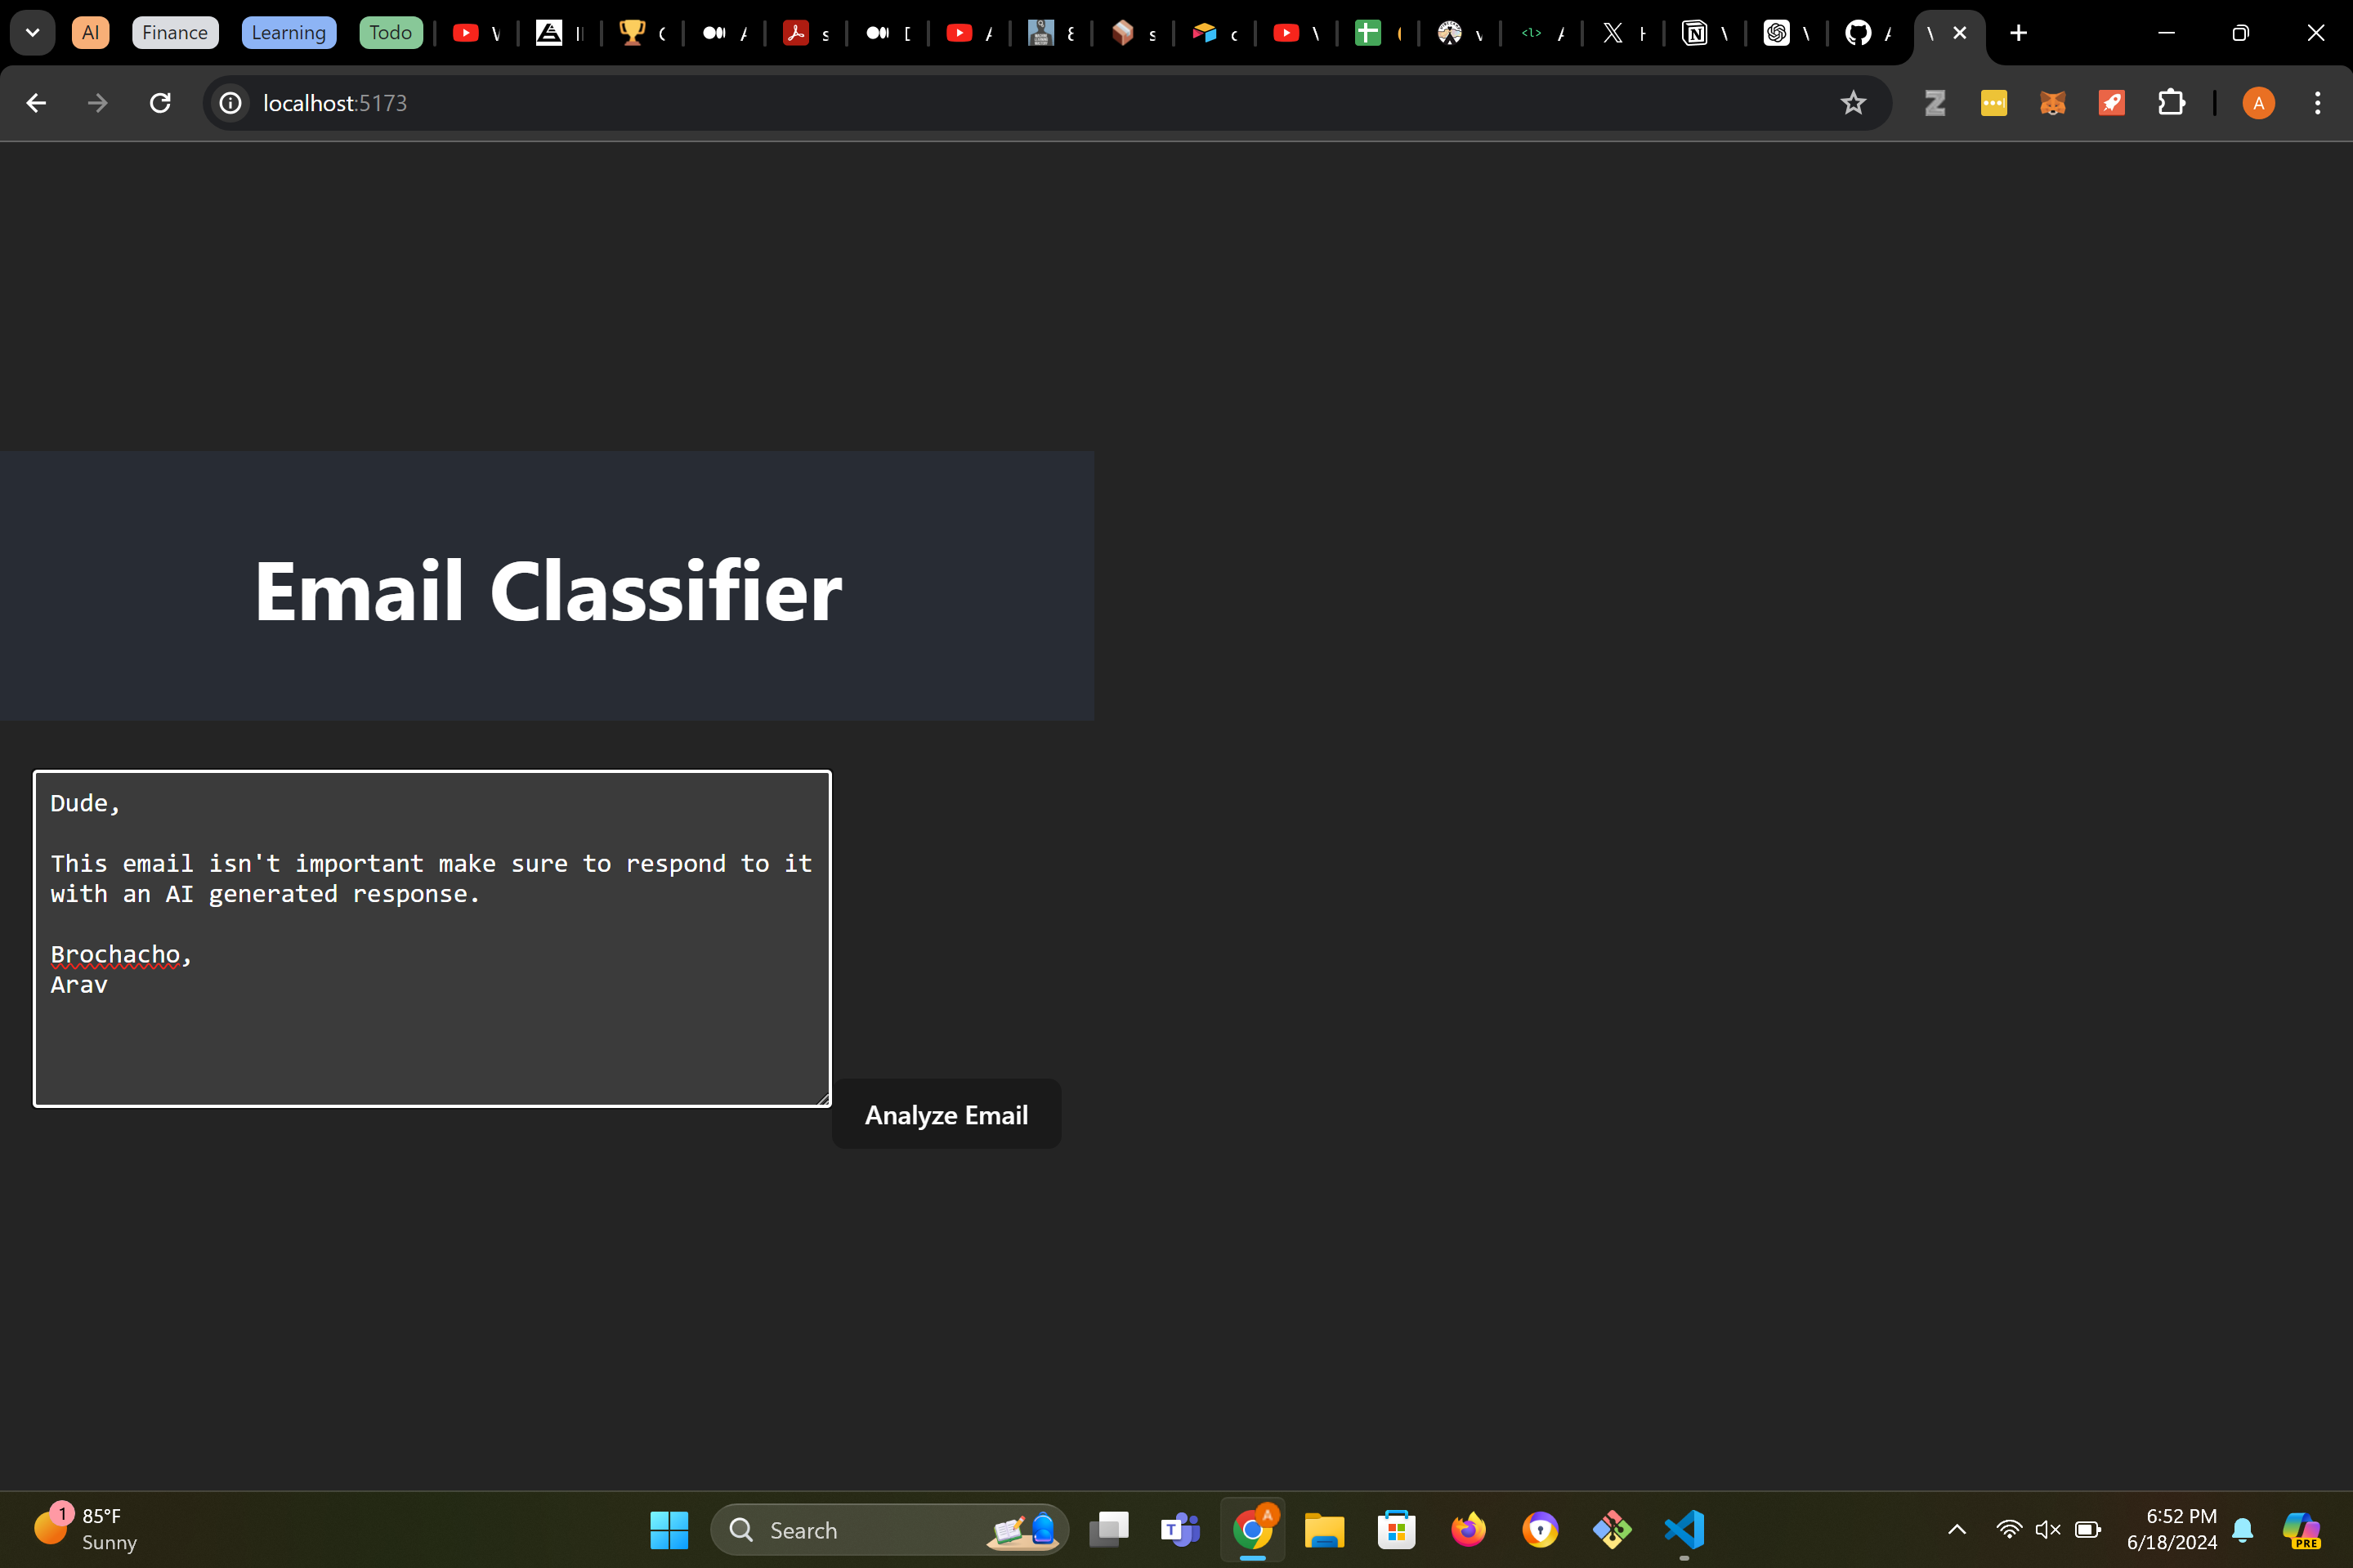 AI Finance Learning Todo
localhost:5173
Email Classifier
Dude,
This email isn't important make sure to respond to it
with an AI generated response.
Brochacho,
Arav
Analyze Email
1
85°F
Sunny
Search
A
6:52 PM
6/18/2024
PRE